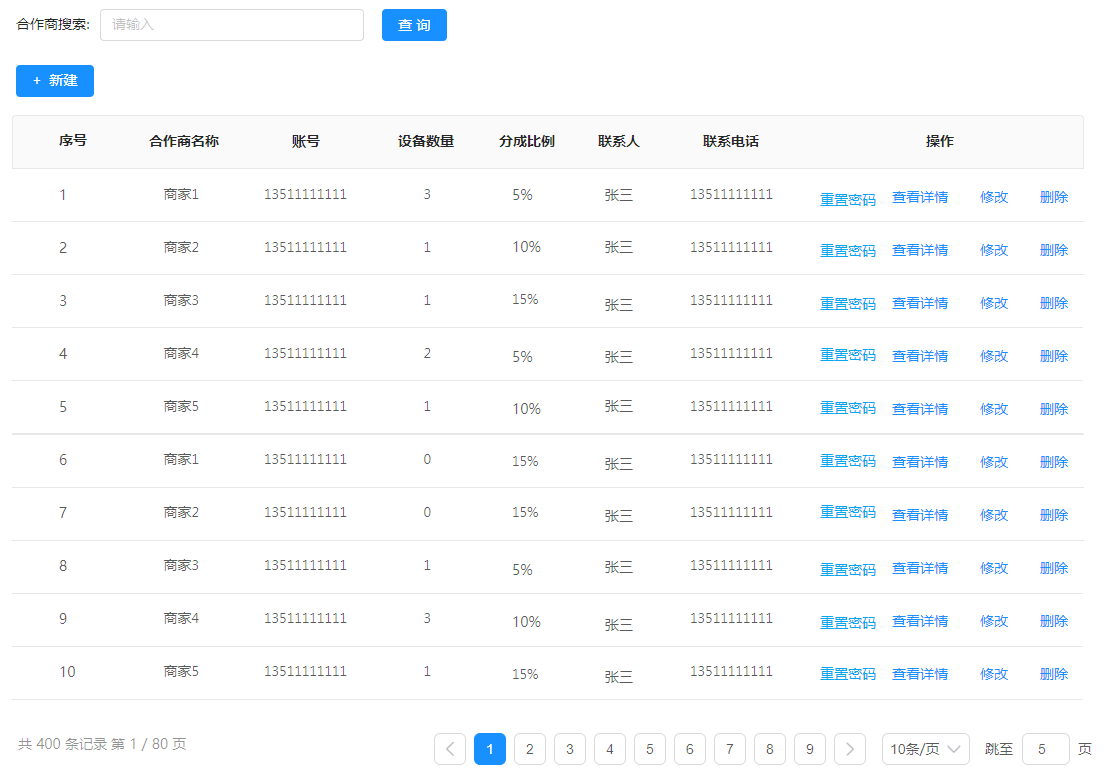 合作商搜索: 请输入 查 询
+ 新建
序号 合作商名称 账号 设备数量 分成比例 联系人 联系电话 操作
1 商家1 13511111111 3 5% 张三 13511111111 重置密码 查看详情 修改 删除
2 商家2 13511111111 1 10% 张三 13511111111 重置密码 查看详情 修改 删除
3 商家3 13511111111 1 15% 张三 13511111111 重置密码 查看详情 修改 删除
4 商家4 13511111111 2 5% 张三 13511111111 重置密码 查看详情 修改 删除
5 商家5 13511111111 1 10% 张三 13511111111 重置密码 查看详情 修改 删除
6 商家1 13511111111 0 15% 张三 13511111111 重置密码 查看详情 修改 删除
7 商家2 13511111111 0 15% 张三 13511111111 重置密码 查看详情 修改 删除
8 商家3 13511111111 1 5% 张三 13511111111 重置密码 查看详情 修改 删除
9 商家4 13511111111 3 10% 张三 13511111111 重置密码 查看详情 修改 删除
10 商家5 13511111111 1 15% 张三 13511111111 重置密码 查看详情 修改 删除
共 400 条记录 第 1 / 80 页 1 2 3 4 5 6 7 8 9 10条/页 跳至 5 页